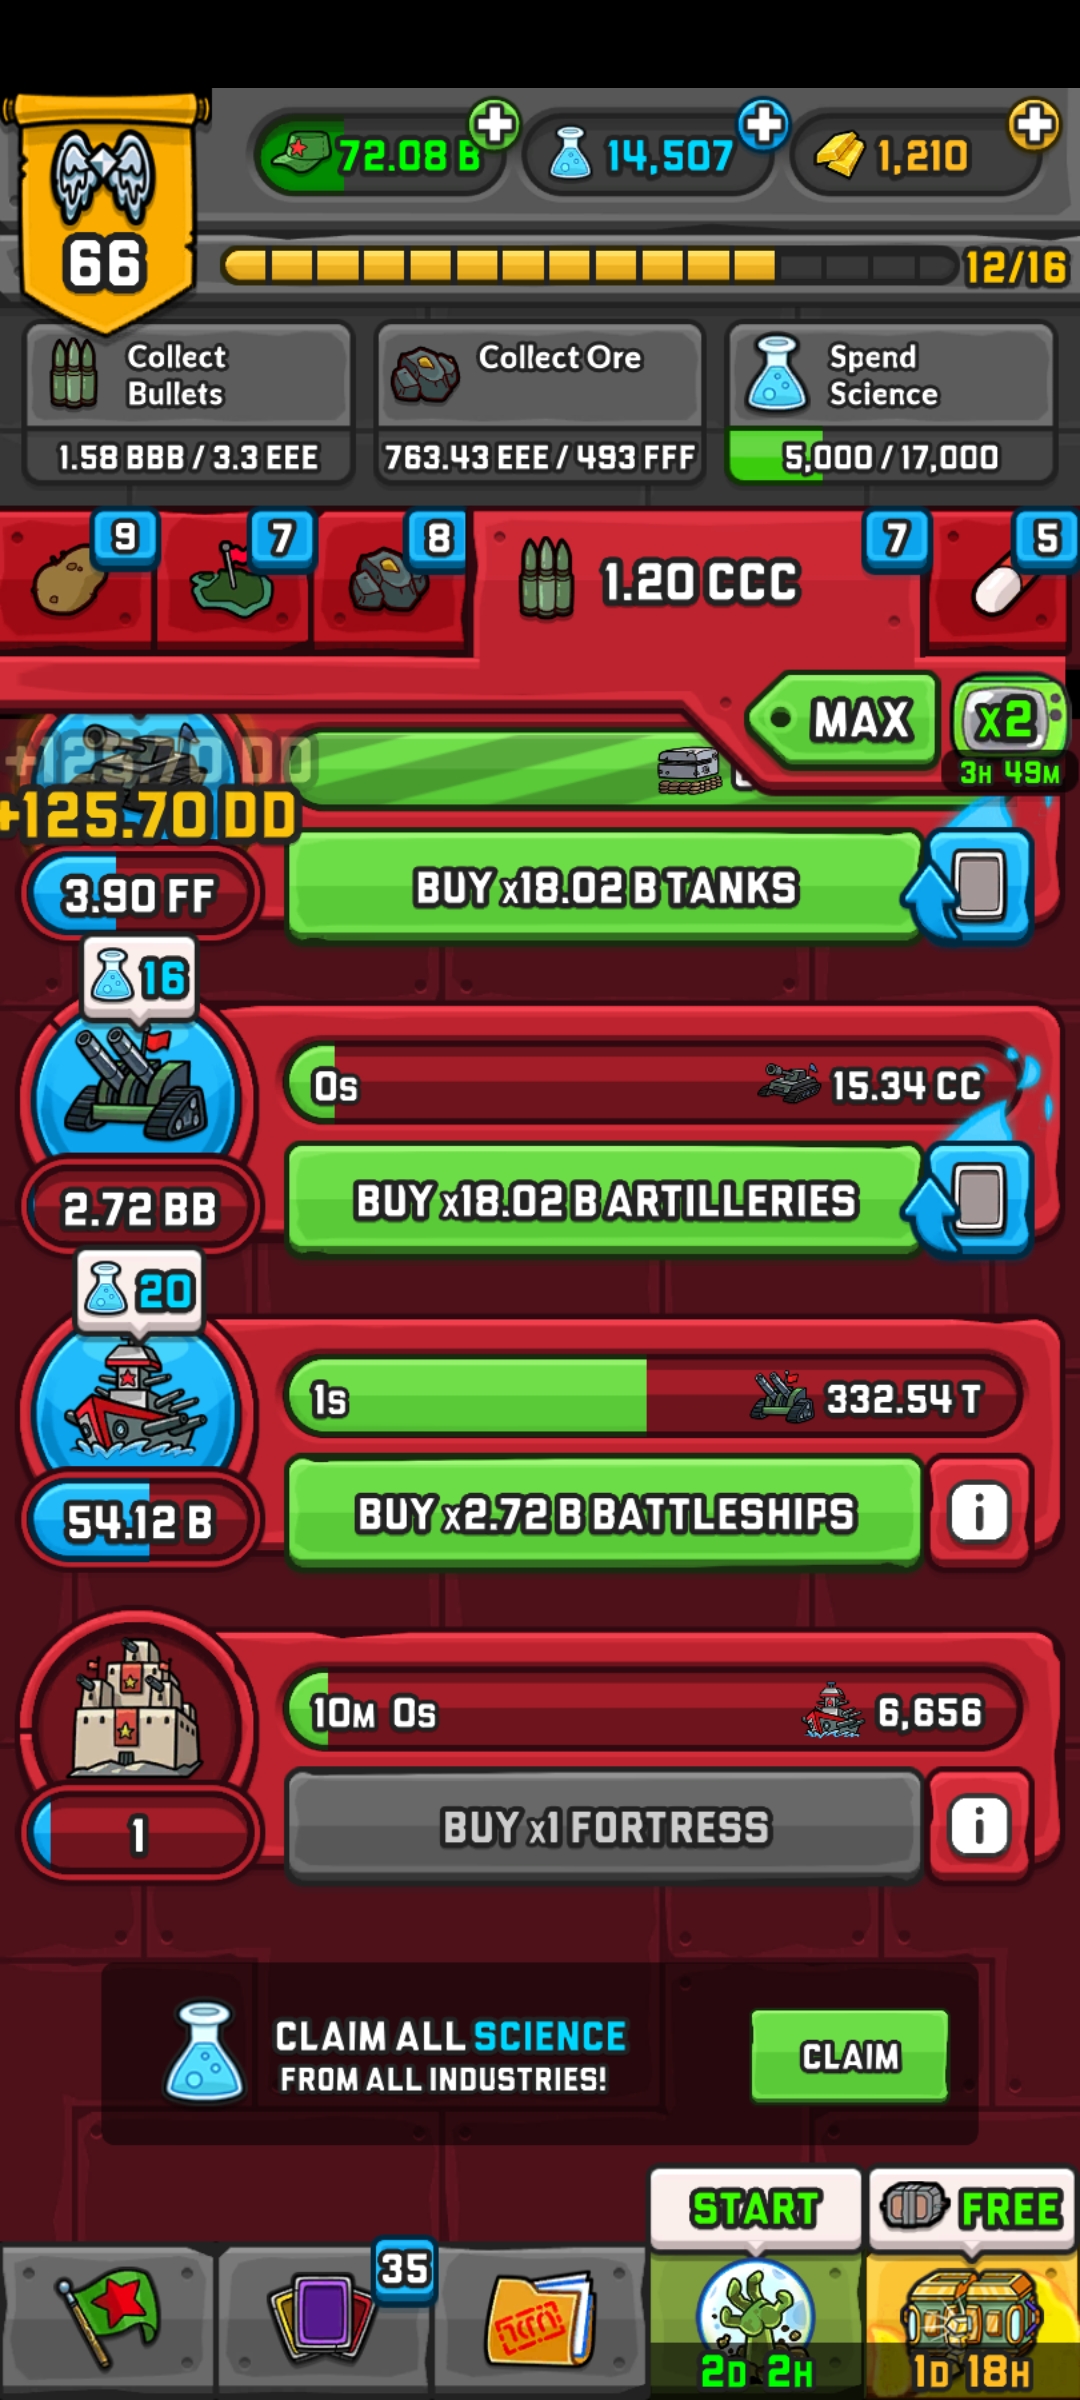 72.08 B
14,507
1,210
66
12/16
Collect
Bullets
Collect Ore
Spend
Science
1.58 BBB / 3.3 EEE
763.43 EEE / 493 FFF
5,000 / 17,000
9
7
8
1.20 CCC
7
5
MAX
x2
3H 49M
+125.70 DD
+125.70 DD
3.90 FF
BUY x18.02 B TANKS
16
0s
15.34 CC
2.72 BB
BUY x18.02 B ARTILLERIES
20
1s
332.54 T
54.12 B
BUY x2.72 B BATTLESHIPS
i
10M 0s
6,656
1
BUY x1 FORTRESS
i
CLAIM ALL SCIENCE
FROM ALL INDUSTRIES!
CLAIM
START
FREE
35
2D 2H
1D 18H